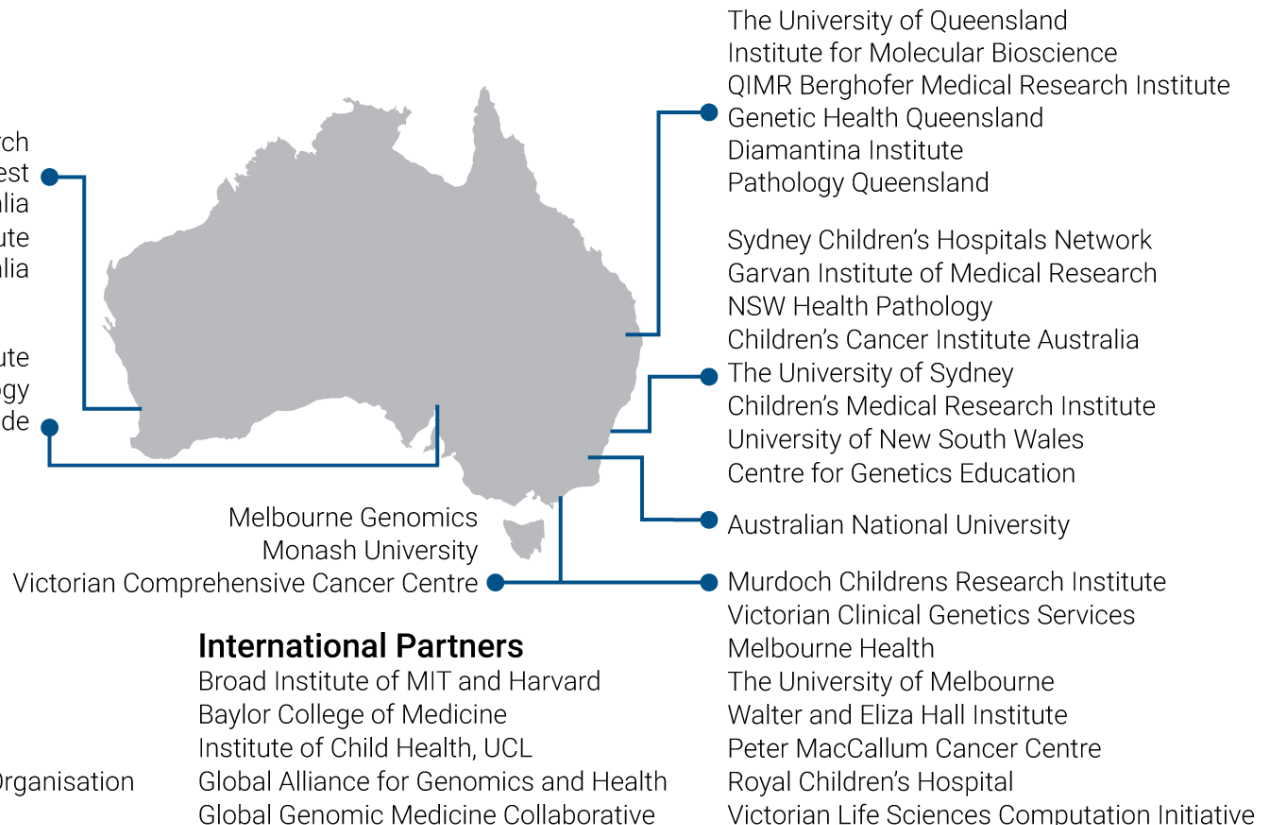 The University of Queensland
Institute for Molecular Bioscience
QIMR Berghofer Medical Research Institute
Genetic Health Queensland
Diamantina Institute
Pathology Queensland
Sydney Children's Hospitals Network
Garvan Institute of Medical Research
NSW Health Pathology
Children's Cancer Institute Australia
The University of Sydney
Children's Medical Research Institute
University of New South Wales
Centre for Genetics Education
Australian National University
Melbourne Genomics
Monash University
Victorian Comprehensive Cancer Centre
Murdoch Childrens Research Institute
Victorian Clinical Genetics Services
Melbourne Health
The University of Melbourne
Walter and Eliza Hall Institute
Peter MacCallum Cancer Centre
Royal Children's Hospital
Victorian Life Sciences Computation Initiative
International Partners
Broad Institute of MIT and Harvard
Baylor College of Medicine
Institute of Child Health, UCL
Global Alliance for Genomics and Health
Global Genomic Medicine Collaborative